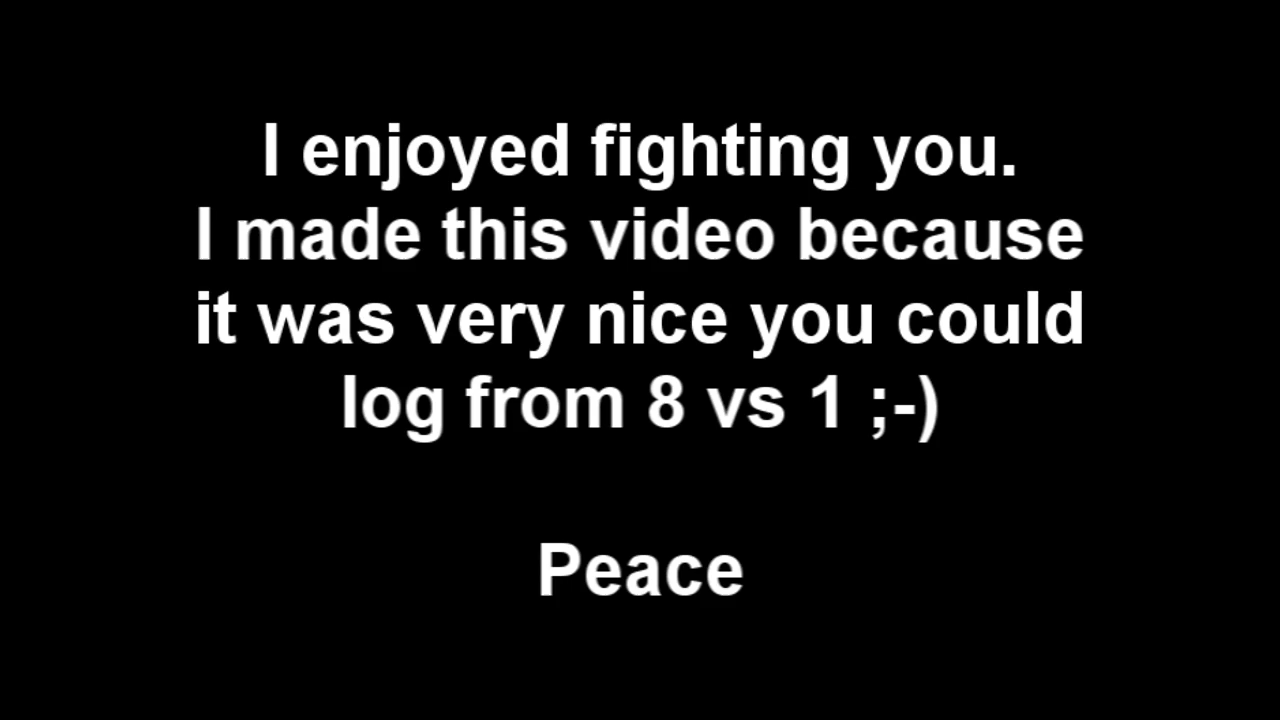 I enjoyed fighting you.
I made this video because
it was very nice you could
log from 8 vs 1 ;-)
Peace